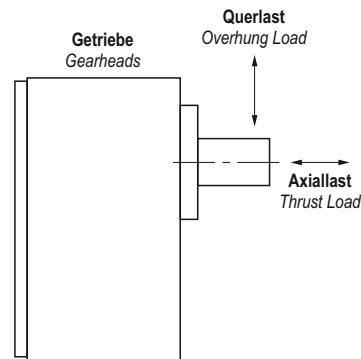 Querlast
Overhung Load
Getriebe
Gearheads
Axiallast
Thrust Load